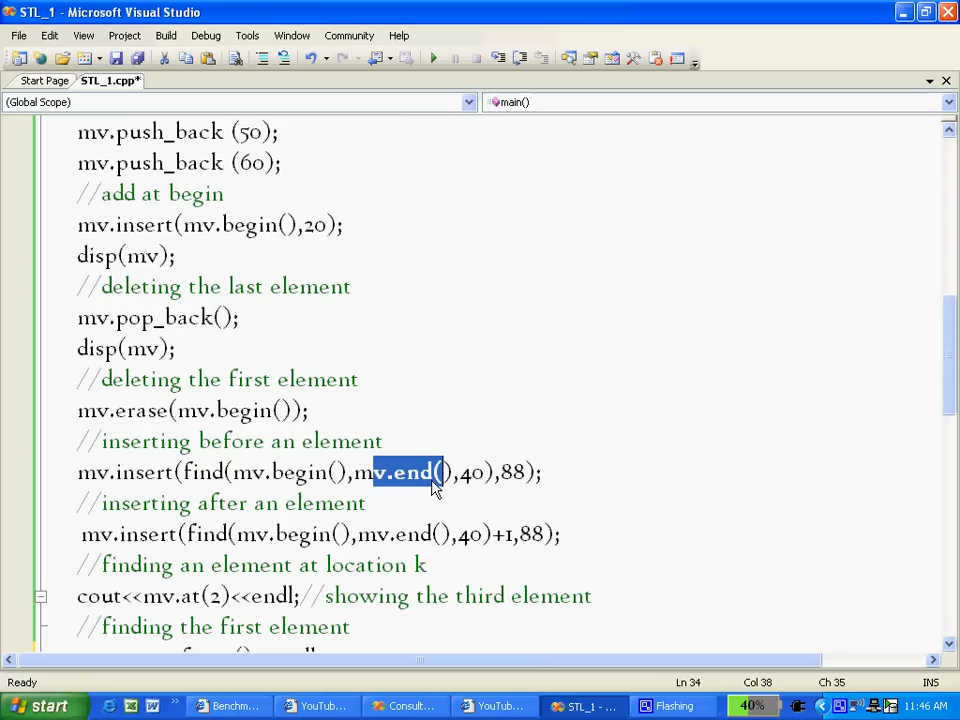 STL_1 - Microsoft Visual Studio
File Edit View Project Build Debug Tools Window Community Help
Start Page STL_1.cpp*
(Global Scope) main()
mv.push_back (50);
mv.push_back (60);
//add at begin
mv.insert(mv.begin(),20);
disp(mv);
//deleting the last element
mv.pop_back();
disp(mv);
//deleting the first element
mv.erase(mv.begin());
//inserting before an element
mv.insert(find(mv.begin(),mv.end(),40),88);
//inserting after an element
mv.insert(find(mv.begin(),mv.end(),40)+1,88);
//finding an element at location k
cout<<mv.at(2)<<endl;//showing the third element
//finding the first element
Ready Ln 34 Col 38 Ch 35 INS
start Benchm... YouTub... Consult... YouTub... STL_1 - ... Flashing 40% 11:46 AM